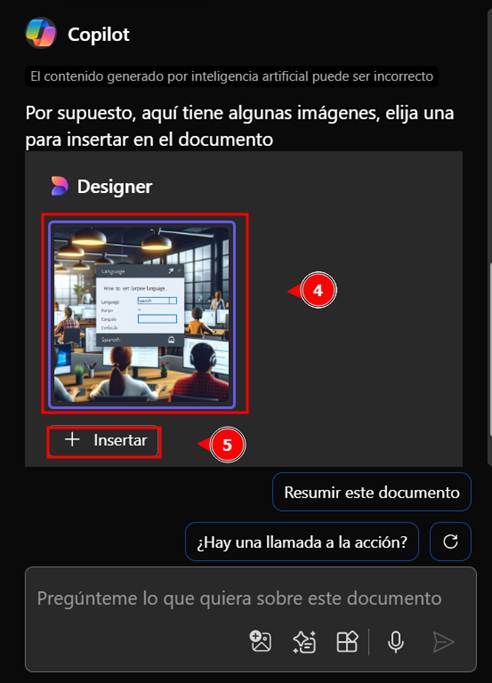 Copilot
El contenido generado por inteligencia artificial puede ser incorrecto
Por supuesto, aquí tiene algunas imágenes, elija una
para insertar en el documento
Designer
Language
How to set
language.
Language
Spanish
Spanish
4
+ Insertar
5
Resumir este documento
¿Hay una llamada a la acción?
Pregúnteme lo que quiera sobre este documento